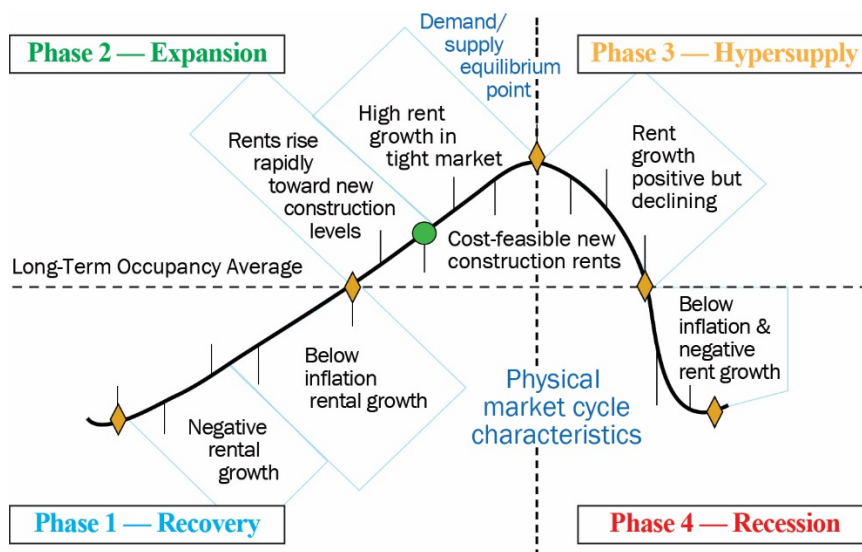 Phase 2 — Expansion
Demand/
supply
equilibrium
point
Phase 3 — Hypersupply
High rent
growth in
tight market
Rents rise
rapidly
toward new
construction
levels
Rent
growth
positive but
declining
Cost-feasible new
construction rents
Long-Term Occupancy Average
Below
inflation
rental growth
Below
inflation &
negative
rent growth
Physical
market cycle
characteristics
Negative
rental
growth
Phase 1 — Recovery
Phase 4 — Recession